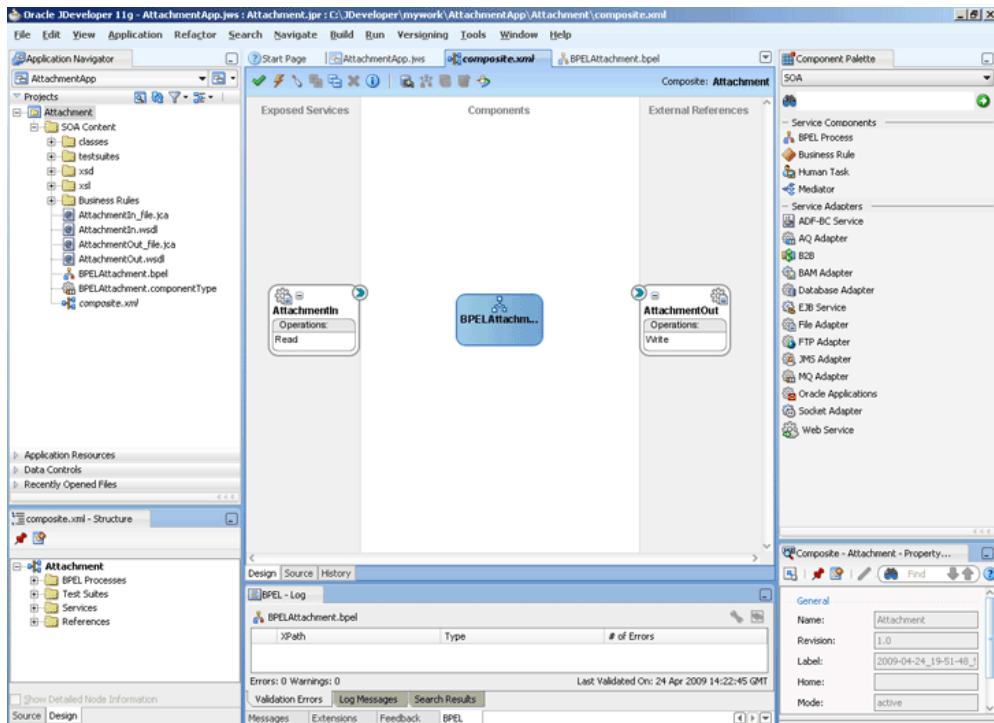 Oracle JDeveloper 11g - AttachmentApp.jws : Attachment.jpr : C:\JDeveloper\mywork\AttachmentApp\Attachment\composite.xml
File Edit View Application Refactor Search Navigate Build Run Versigning Tools Window Help
Application Navigator
AttachmentApp
Projects
Attachment
SOA Content
classes
testsuites
xsd
xsl
Business Rules
AttachmentIn_file.jca
AttachmentIn.wsdl
AttachmentOut_file.jca
AttachmentOut.wsdl
BPELAttachment.bpel
BPELAttachment.componentType
composite.xml
Application Resources
Data Controls
Recently Opened Files
composite.xml - Structure
Attachment
BPEL Processes
Test Suites
Services
References
Show Detailed Node Information
Source Design
Start Page AttachmentApp.jws composite.xml BPELAttachment.bpel
Composite: Attachment
Exposed Services Components External References
AttachmentIn
Operations:
Read
BPELAttachm...
AttachmentOut
Operations:
Write
Design Source History
BPEL - Log
BPELAttachment.bpel
XPath Type # of Errors
Errors: 0 Warnings: 0 Last Validated On: 24 Apr 2009 14:22:45 GMT
Validation Errors Log Messages Search Results
Messages Extensions Feedback BPEL
Component Palette
SOA
Service Components
BPEL Process
Business Rule
Human Task
Mediator
Service Adapters
ADF-BC Service
AQ Adapter
B2B
BAM Adapter
Database Adapter
EJB Service
File Adapter
FTP Adapter
JMS Adapter
MQ Adapter
Oracle Applications
Socket Adapter
Web Service
Composite - Attachment - Property...
Find
General
Name: Attachment
Revision: 1.0
Label: 2009-04-24_19-51-48_
Home:
Mode: active